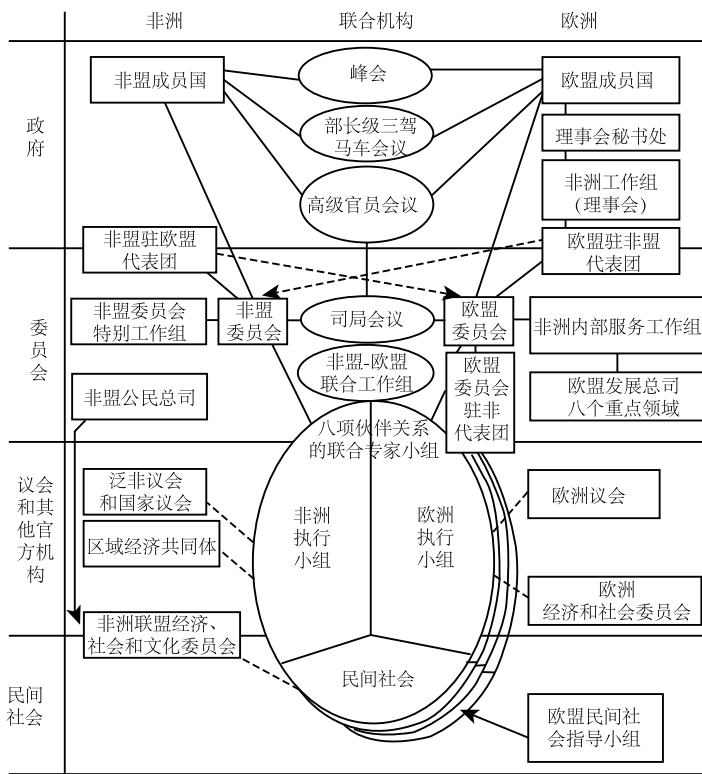 非洲
联合机构
欧洲
政
府
非盟成员国
峰会
欧盟成员国
部长级三驾
马车会议
理事会秘书处
高级官员会议
非洲工作组
(理事会)
非盟驻欧盟
代表团
欧盟驻非盟
代表团
委
员
会
非盟委员会
特别工作组
非盟
委员会
司局会议
欧盟
委员会
非洲内部服务工作组
非盟-欧盟
联合工作组
欧盟
委员会
驻非
代表团
欧盟发展总司
八个重点领域
非盟公民总司
八项伙伴关系
的联合专家小组
议会
和其
他官
方机
构
泛非议会
和国家议会
区域经济共同体
非洲
执行
小组
欧洲
执行
小组
欧洲议会
欧洲
经济和社会委员会
非洲联盟经济、
社会和文化委员会
民间
社会
民间社会
欧盟民间社
会指导小组